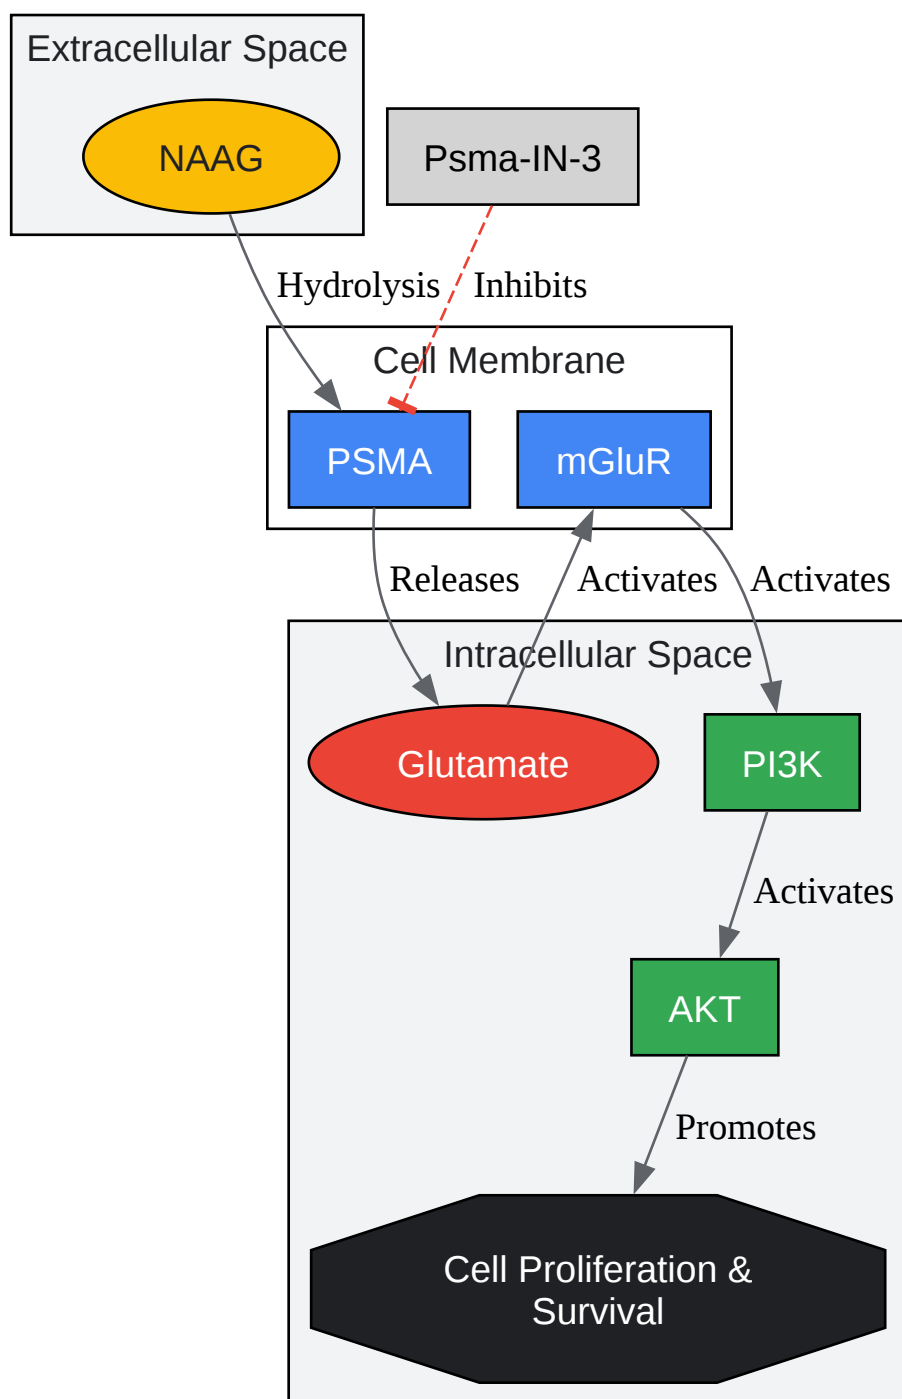 Extracellular Space
NAAG
Psma-IN-3
Hydrolysis
Inhibits
Cell Membrane
PSMA
mGluR
Releases
Activates
Activates
Intracellular Space
Glutamate
PI3K
Activates
AKT
Promotes
Cell Proliferation &
Survival